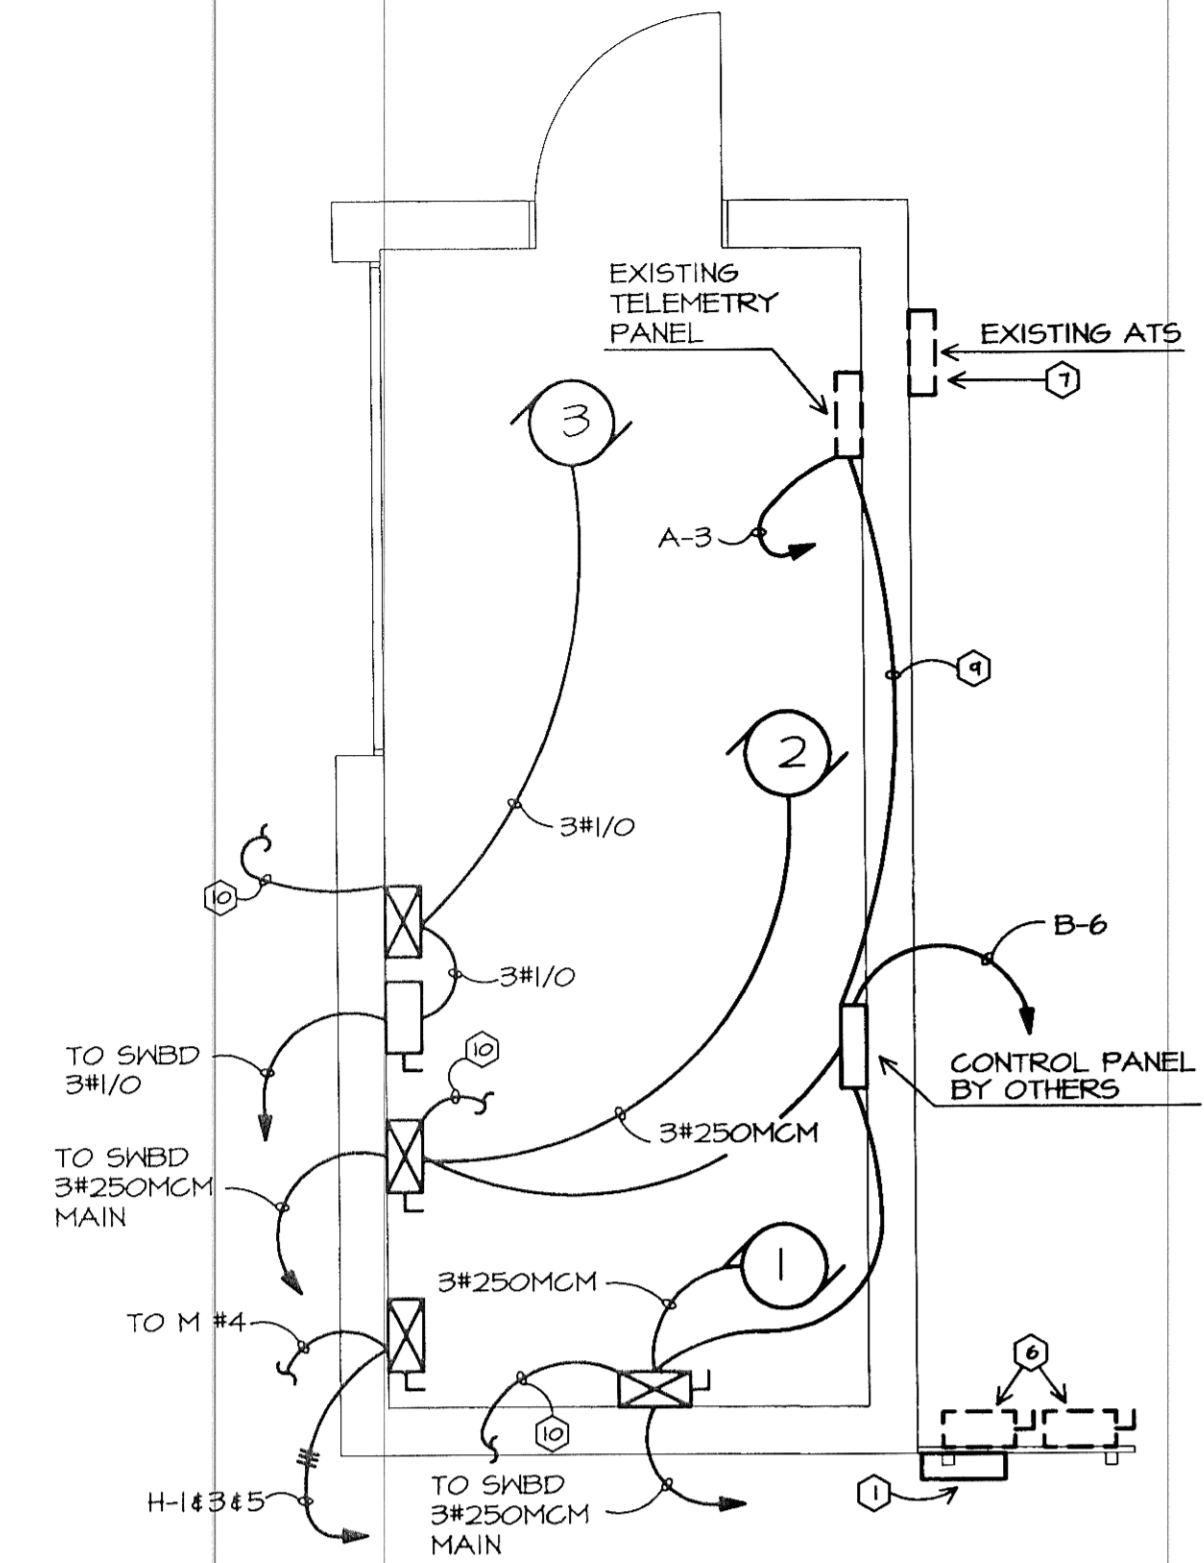 EXISTING
TELEMETRY
PANEL
EXISTING ATS
7
3
A-3
9
2
3#1/0
10
3#1/0
B-6
TO SWBD
3#1/0
10
CONTROL PANEL
BY OTHERS
3#250MCM
TO SWBD
3#250MCM
MAIN
1
3#250MCM
TO M #4
6
10
TO SWBD
3#250MCM
MAIN
H-1&3&5
1